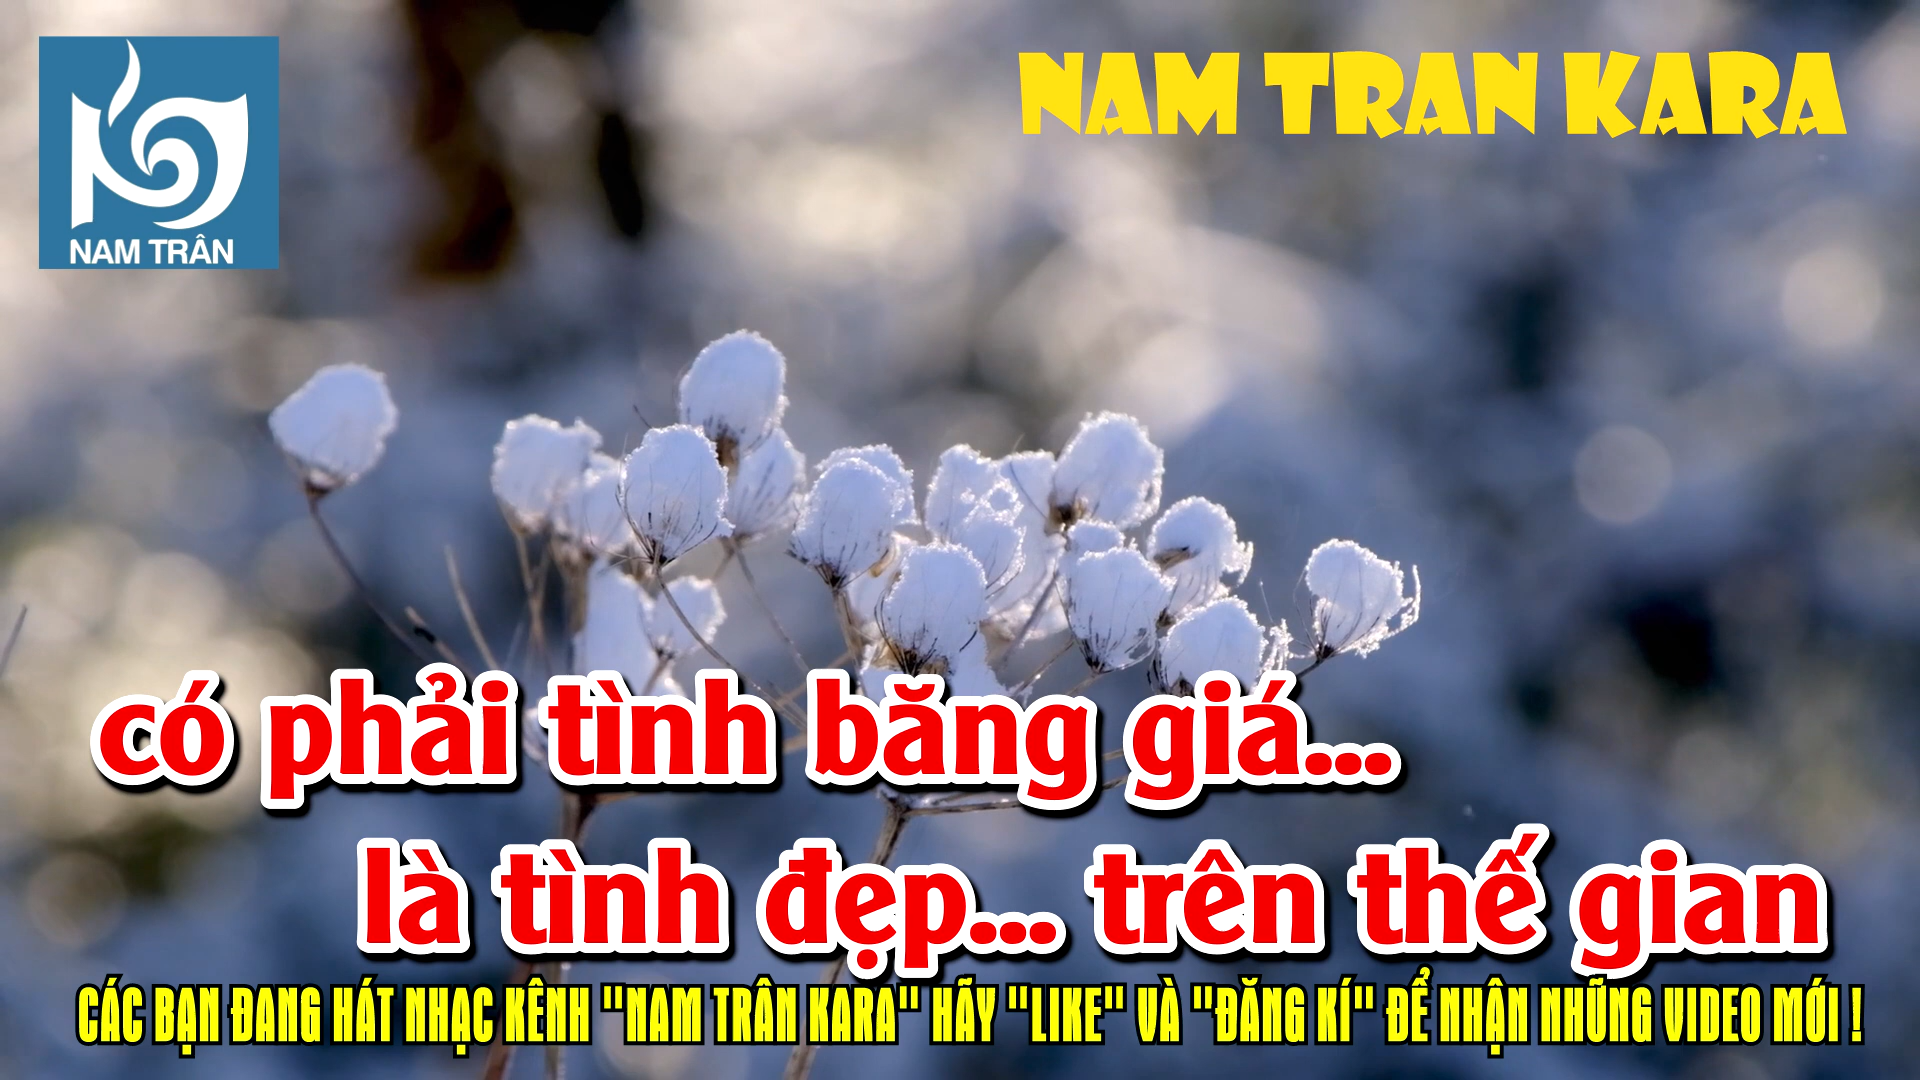 NAM TRÂN
NAM TRAN KARA
có phải tình băng giá...
là tình đẹp... trên thế gian
CÁC BẠN ĐANG HÁT NHẠC KÊNH "NAM TRÂN KARA" HÃY "LIKE" VÀ "ĐĂNG KÍ" ĐỂ NHẬN NHỮNG VIDEO MỚI !